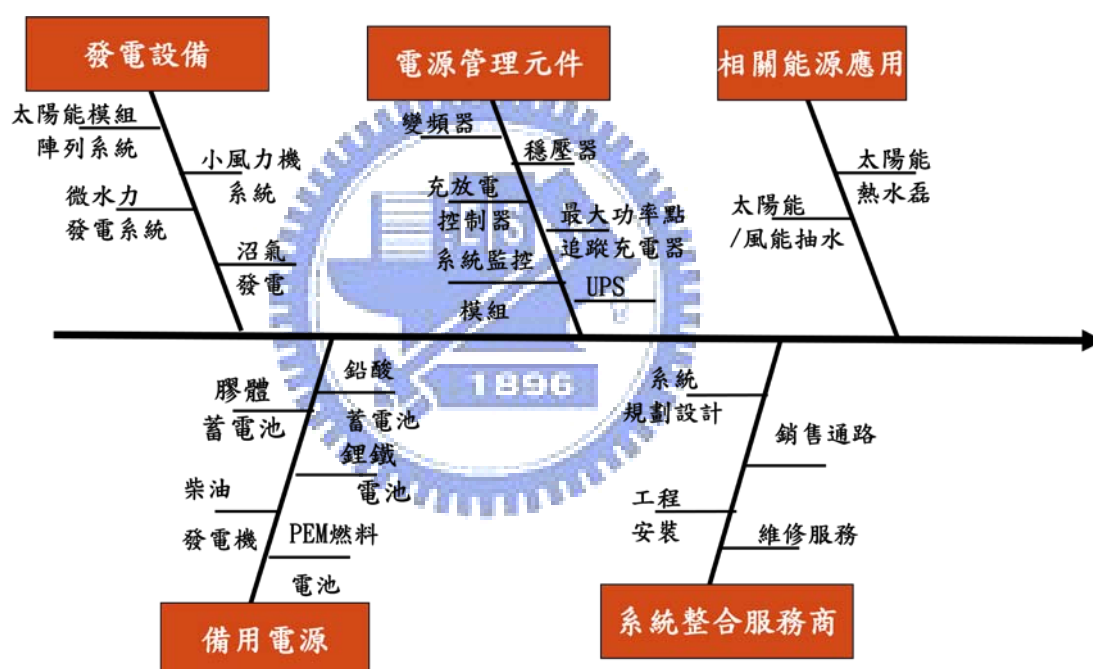 發電設備
電源管理元件
相關能源應用
太陽能模組
陣列系統
小風力機
系統
微水力
發電系統
沼氣
發電
變頻器
穩壓器
充放電
控制器
最大功率點
追蹤充電器
系統監控
模組
UPS
太陽能
熱水磊
太陽能
/風能抽水
1896
膠體
蓄電池
鉛酸
蓄電池
鋰鐵
電池
柴油
發電機
PEM燃料
電池
系統
規劃設計
銷售通路
工程
安裝
維修服務
備用電源
系統整合服務商